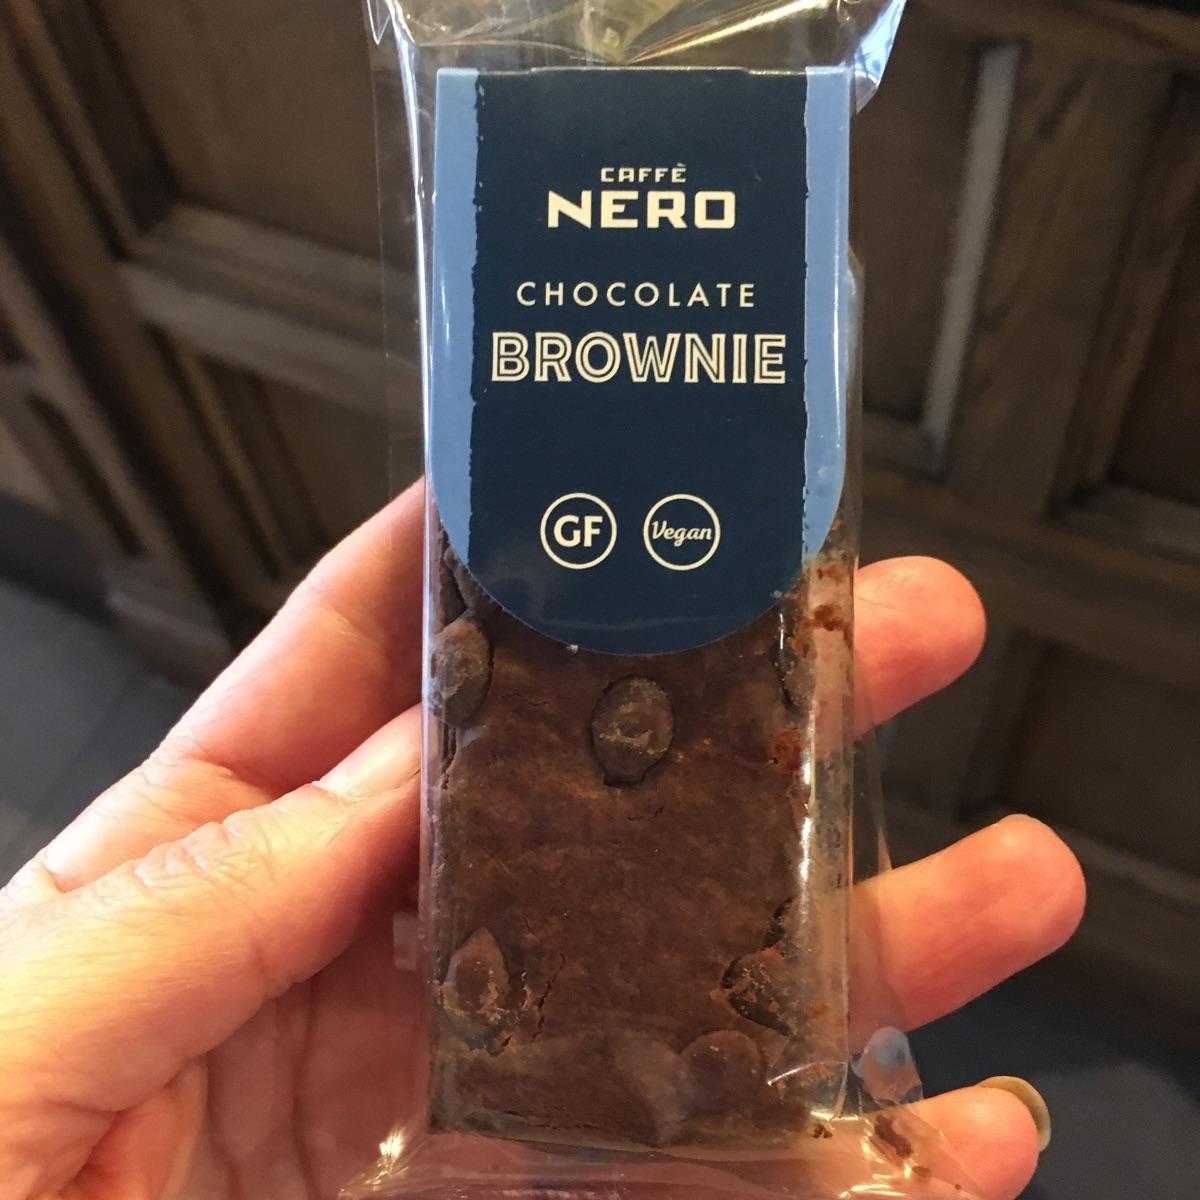 CAFFÈ
NERO
CHOCOLATE
BROWNIE
GF Vegan